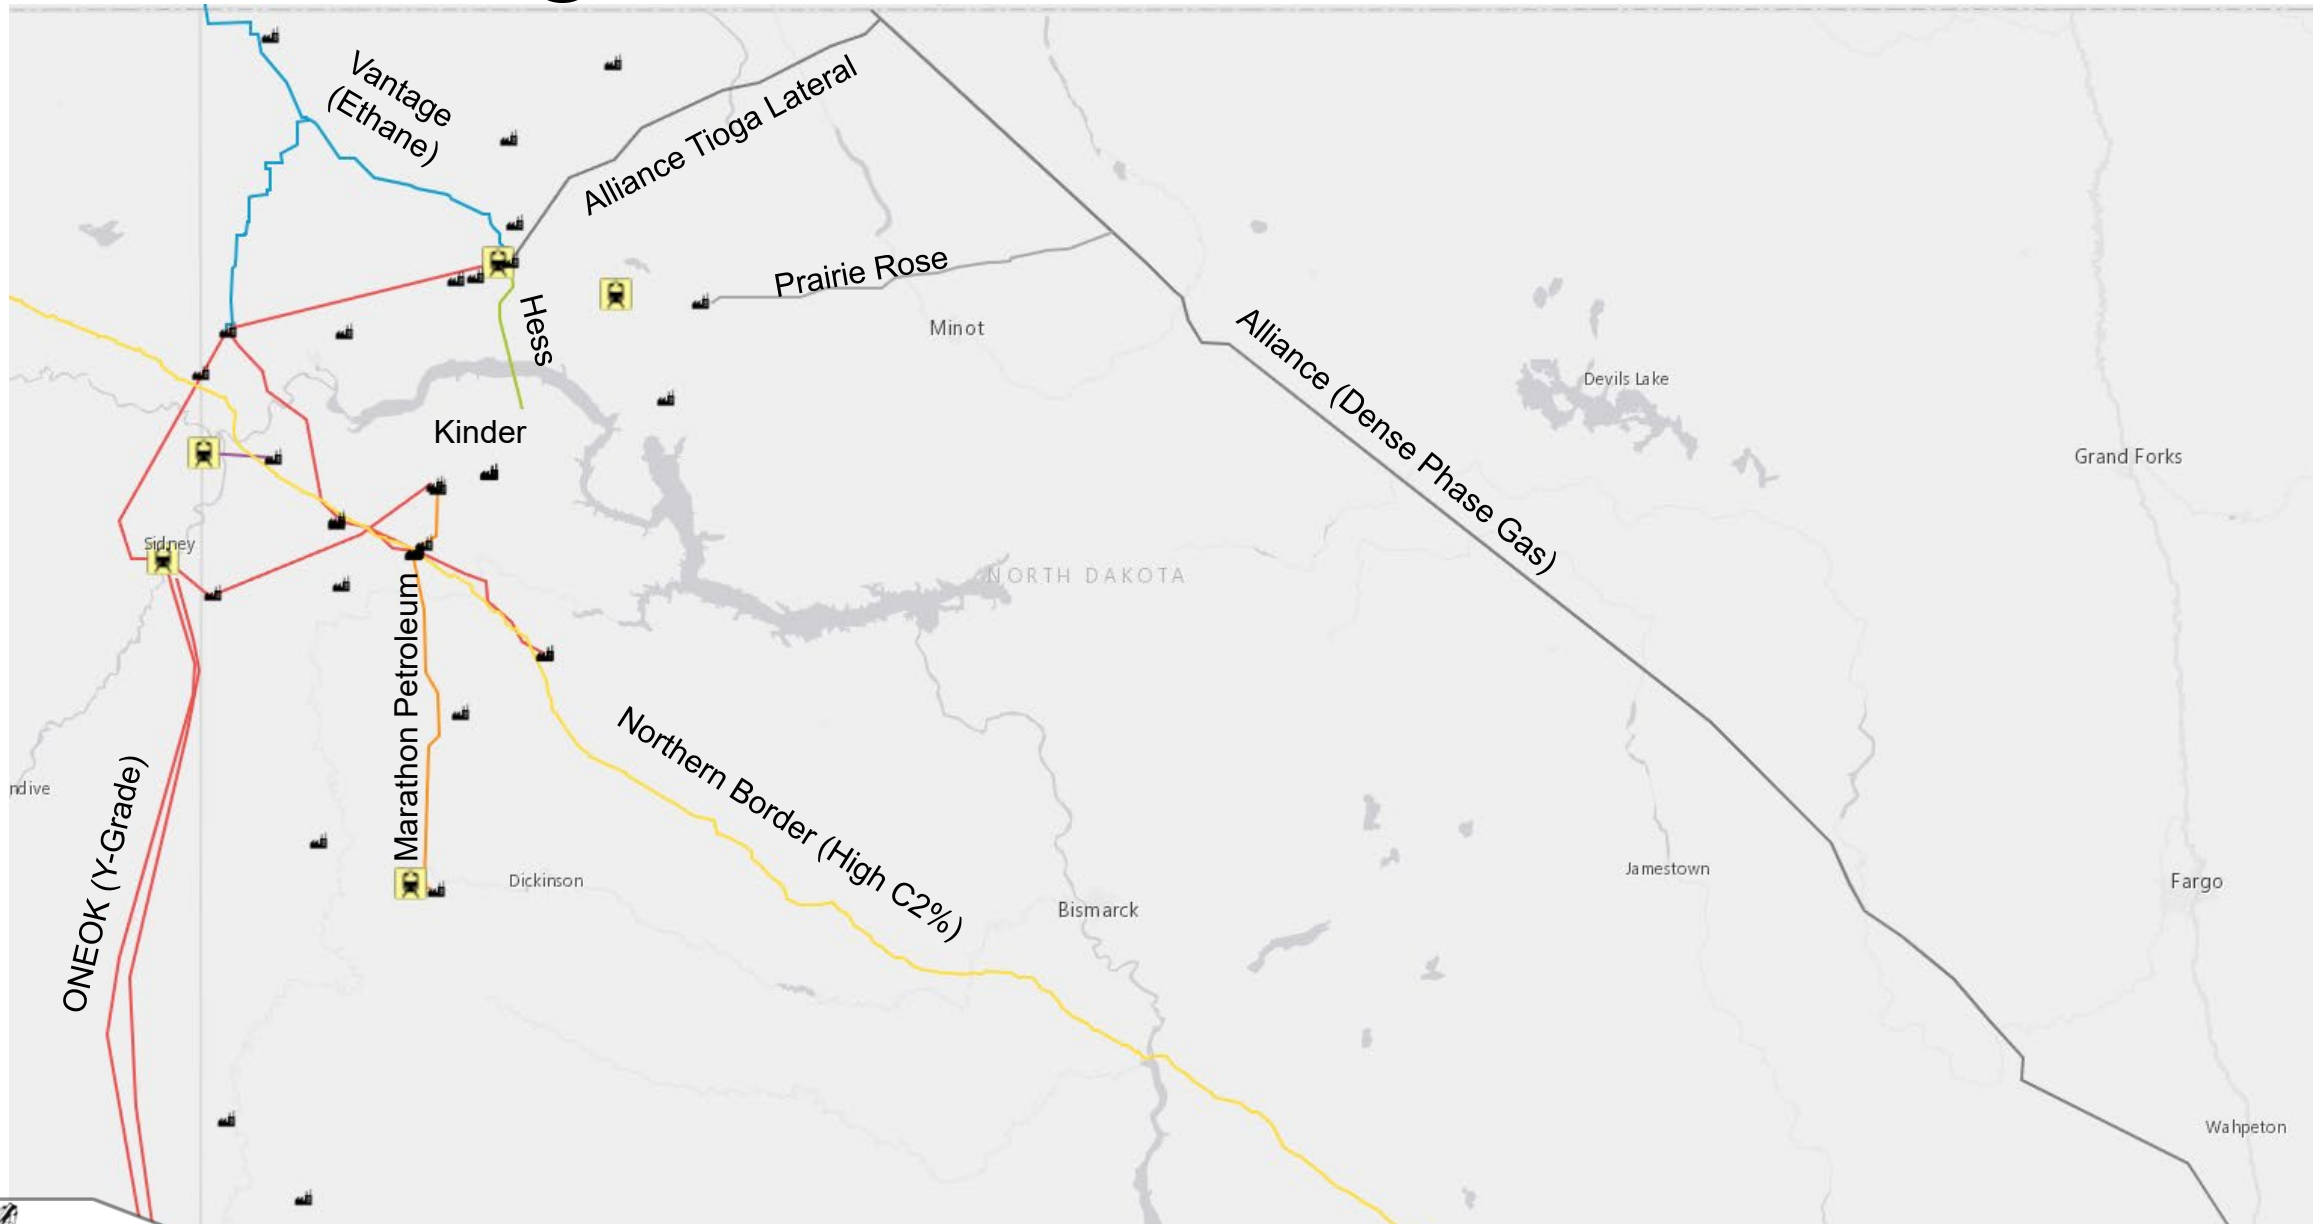 Vantage
(Ethane)
Alliance Tioga Lateral
Prairie Rose
Hess
Minot
Alliance (Dense Phase Gas)
Devils Lake
Kinder
Grand Forks
Sidney
NORTH DAKOTA
Marathon Petroleum
Northern Border (High C2%)
ndive
ONEOK (Y-Grade)
Dickinson
Bismarck
Jamestown
Fargo
Wahpeton